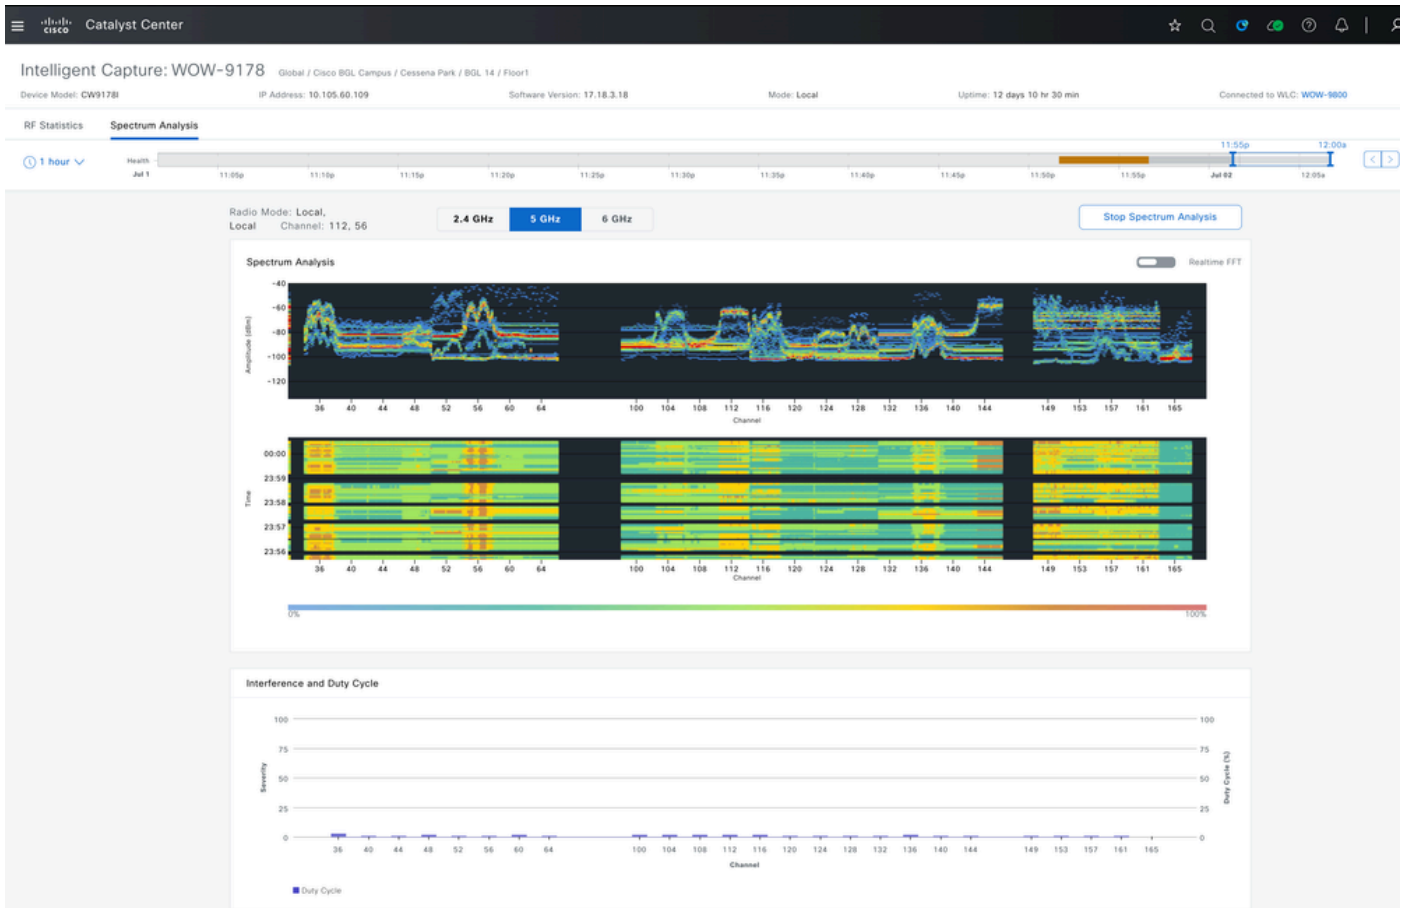 cisco Catalyst Center
Intelligent Capture: WOW-9178 Global / Cisco BGL Campus / Cessena Park / BGL 14 / Floor1
Device Model: CW9178I IP Address: 10.105.60.109 Software Version: 17.18.3.18 Mode: Local Uptime: 12 days 10 hr 30 min Connected to WLC: WOW-9800
RF Statistics Spectrum Analysis
11:55p 12:00a
1 hour Health
Jul 1 11:05p 11:10p 11:15p 11:20p 11:25p 11:30p 11:35p 11:40p 11:45p 11:50p 11:55p Jul 02 12:05a
Radio Mode: Local,
Local Channel: 112, 56
2.4 GHz 5 GHz 6 GHz
Stop Spectrum Analysis
Spectrum Analysis Realtime FFT
-40
-60
-80
-100
-120
Amplitude [dBm]
36 40 44 48 52 56 60 64 100 104 108 112 116 120 124 128 132 136 140 144 149 153 157 161 165
Channel
00:00
23:59
23:58
23:57
23:56
Time
36 40 44 48 52 56 60 64 100 104 108 112 116 120 124 128 132 136 140 144 149 153 157 161 165
Channel
0% 100%
Interference and Duty Cycle
100 100
75 75
50 50
25 25
0 0
Severity
Duty Cycle (%)
36 40 44 48 52 56 60 64 100 104 108 112 116 120 124 128 132 136 140 144 149 153 157 161 165
Channel
Duty Cycle